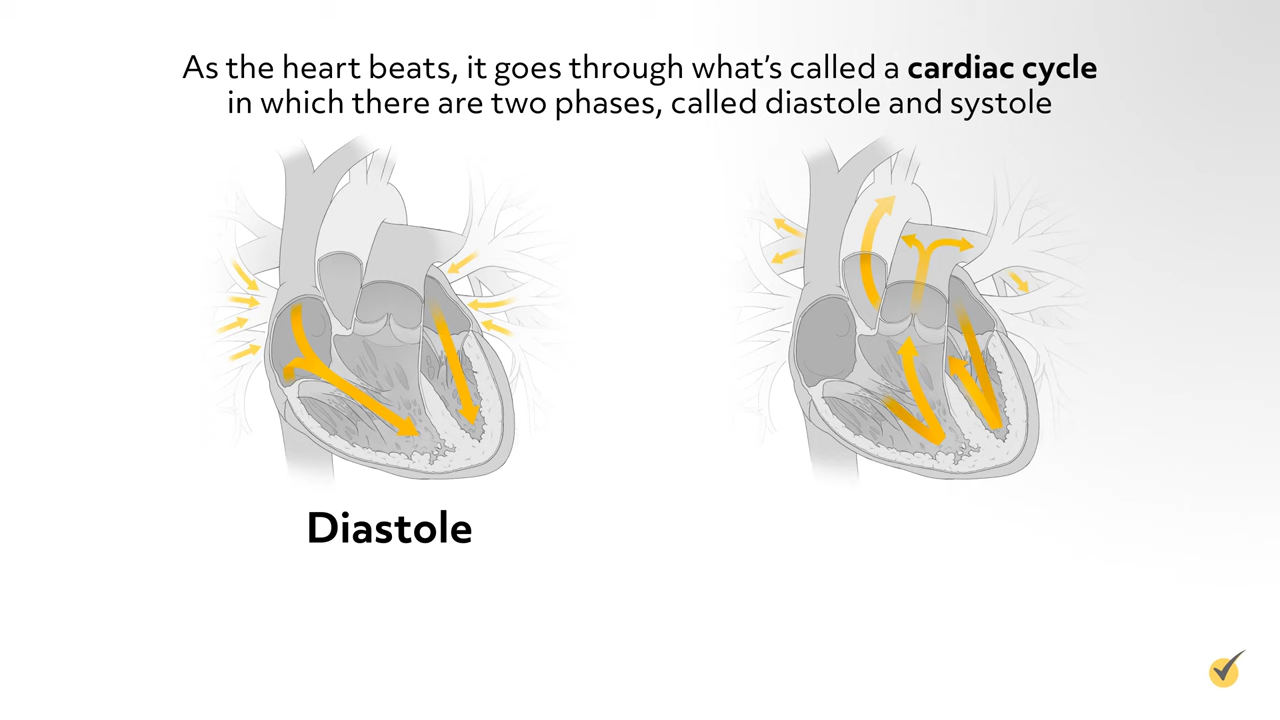 As the heart beats, it goes through what’s called a cardiac cycle
in which there are two phases, called diastole and systole
Diastole